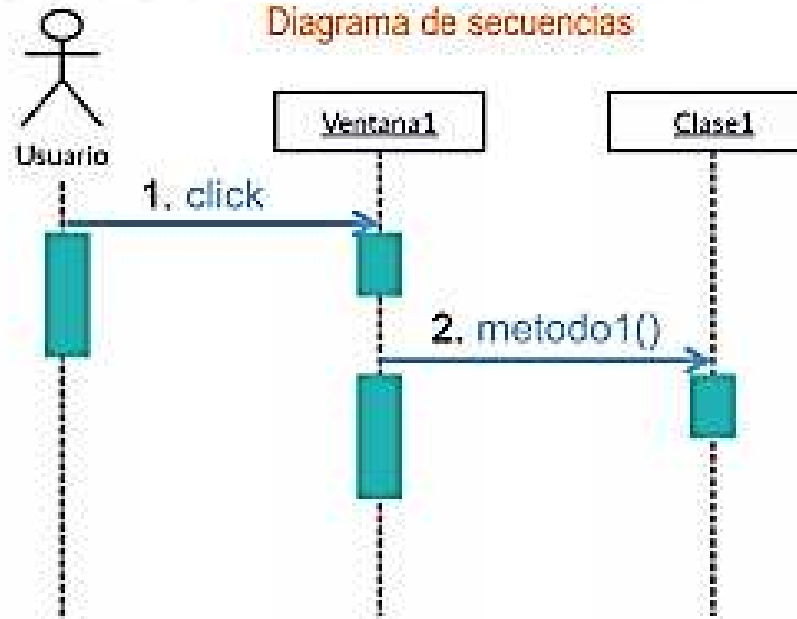 Diagrama de secuencias
Usuario
Ventana1
Clase1
1. click
2. metodo1()